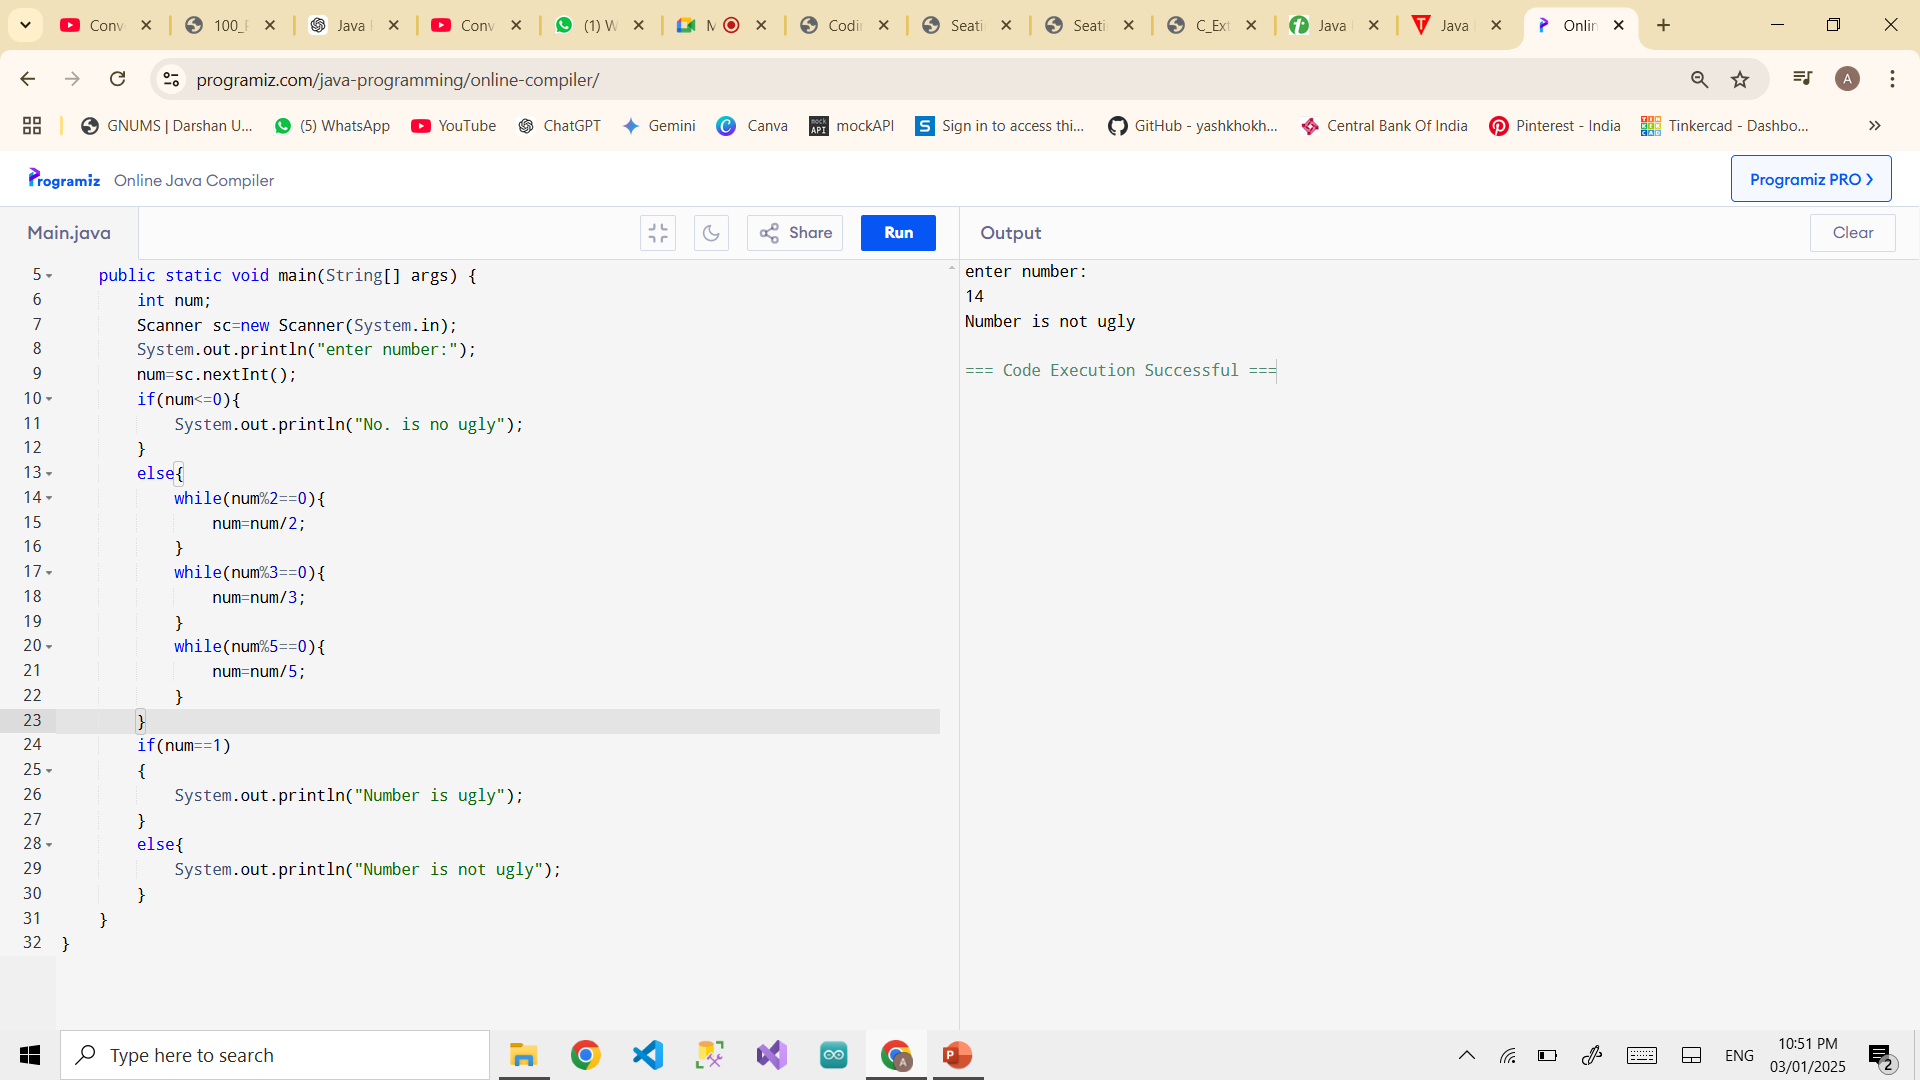 Conv
100_
Java
Conv
(1) W
M
Codi
Seati
Seati
C_Ext
Java
Java
Onlin
programiz.com/java-programming/online-compiler/
A
GNUMS | Darshan U...
(5) WhatsApp
YouTube
ChatGPT
Gemini
Canva
mock API
mockAPI
Sign in to access thi...
GitHub - yashkhokh...
Central Bank Of India
Pinterest - India
Tinkercad - Dashbo...
Programiz
Online Java Compiler
Programiz PRO
Main.java
Share
Run
Output
Clear
5 public static void main(String[] args) {
6 int num;
7 Scanner sc=new Scanner(System.in);
8 System.out.println("enter number:");
9 num=sc.nextInt();
10 if(num<=0){
11 System.out.println("No. is no ugly");
12 }
13 else{
14 while(num%2==0){
15 num=num/2;
16 }
17 while(num%3==0){
18 num=num/3;
19 }
20 while(num%5==0){
21 num=num/5;
22 }
23 }
24 if(num==1)
25 {
26 System.out.println("Number is ugly");
27 }
28 else{
29 System.out.println("Number is not ugly");
30 }
31 }
32 }
enter number:
14
Number is not ugly
=== Code Execution Successful ===
Type here to search
ENG
10:51 PM
03/01/2025
2